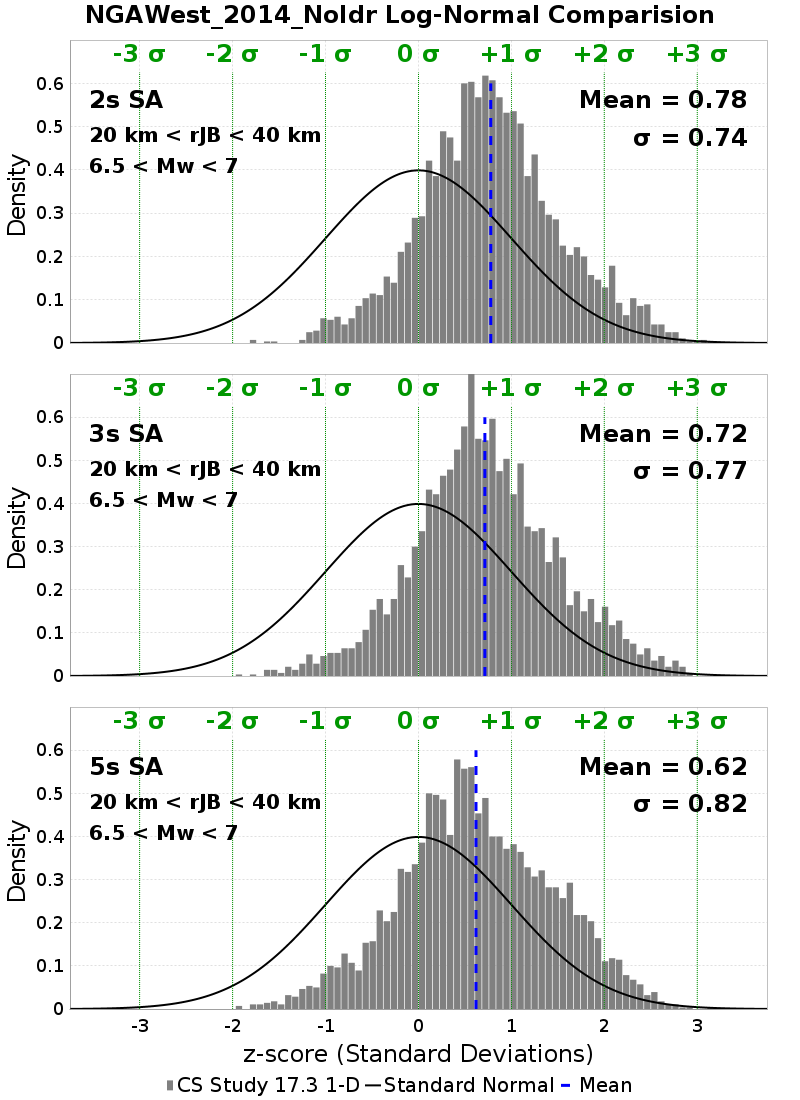 NGAWest_2014_NoIdr Log-Normal Comparision
-3 σ -2 σ -1 σ 0 σ +1 σ +2 σ +3 σ
2s SA
Mean = 0.78
20 km < rJB < 40 km
σ = 0.74
6.5 < Mw < 7
Density
0.6
0.5
0.4
0.3
0.2
0.1
0
-3 σ -2 σ -1 σ 0 σ +1 σ +2 σ +3 σ
3s SA
Mean = 0.72
20 km < rJB < 40 km
σ = 0.77
6.5 < Mw < 7
Density
0.6
0.5
0.4
0.3
0.2
0.1
0
-3 σ -2 σ -1 σ 0 σ +1 σ +2 σ +3 σ
5s SA
Mean = 0.62
20 km < rJB < 40 km
σ = 0.82
6.5 < Mw < 7
Density
0.6
0.5
0.4
0.3
0.2
0.1
0
-3 -2 -1 0 1 2 3
z-score (Standard Deviations)
CS Study 17.3 1-D Standard Normal Mean